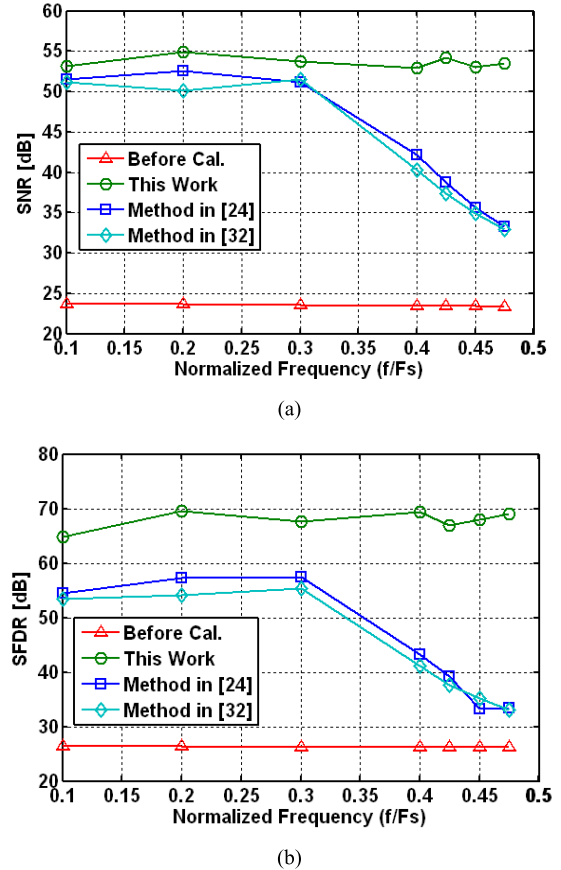 60
55
50
45
40
35
30
25
20
SNR [dB]
Before Cal.
This Work
Method in [24]
Method in [32]
0.1 0.15 0.2 0.25 0.3 0.35 0.4 0.45 0.5
Normalized Frequency (f/Fs)
(a)
80
70
60
50
40
30
20
SFDR [dB]
Before Cal.
This Work
Method in [24]
Method in [32]
0.1 0.15 0.2 0.25 0.3 0.35 0.4 0.45 0.5
Normalized Frequency (f/Fs)
(b)